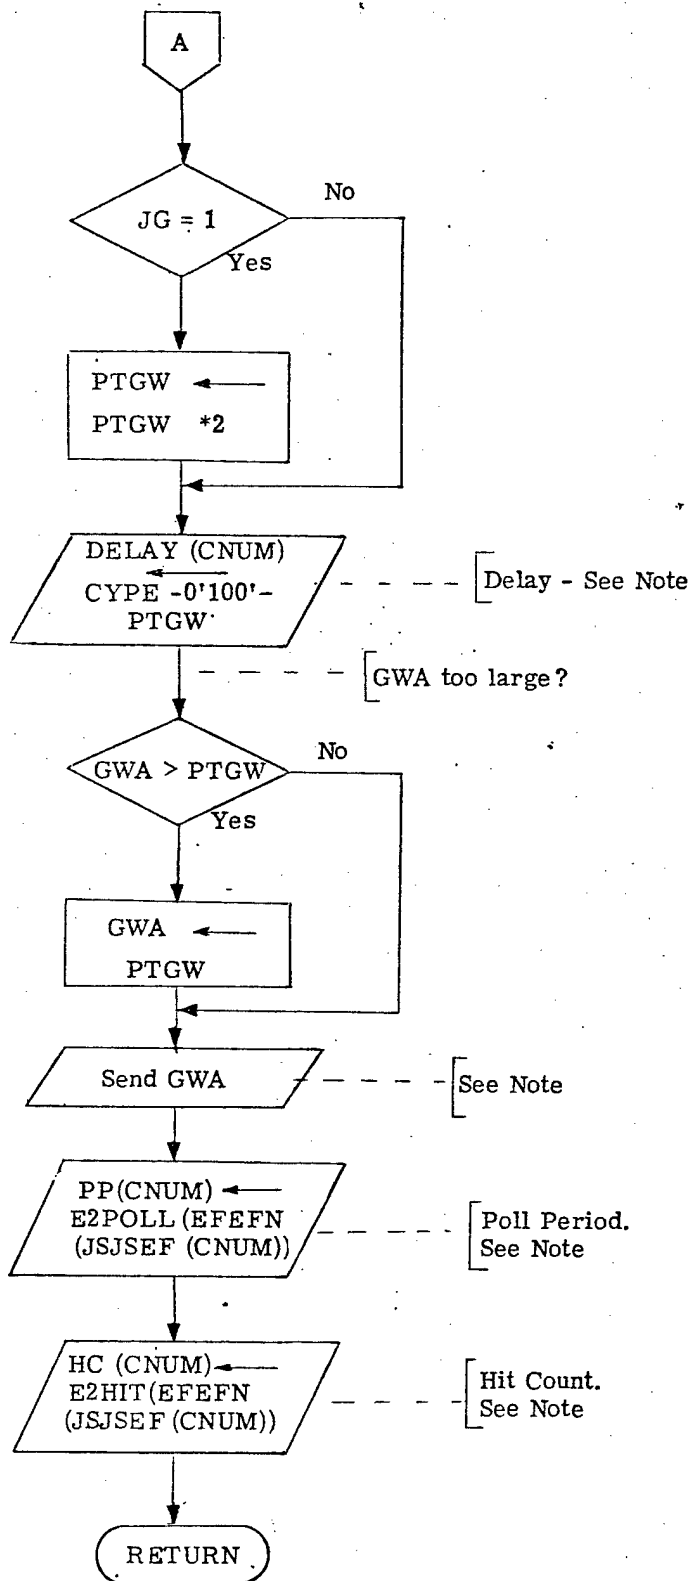 A
No
JG = 1
Yes
PTGW ←
PTGW *2
DELAY (CNUM)
←
CYPE -0'100'-
PTGW
Delay - See Note
GWA too large?
No
GWA > PTGW
Yes
GWA ←
PTGW
Send GWA
See Note
PP(CNUM) ←
E2POLL(EFEFN
(JSJSEF (CNUM))
Poll Period.
See Note
HC (CNUM) ←
E2HIT(EFEFN
(JSJSEF (CNUM))
Hit Count.
See Note
RETURN